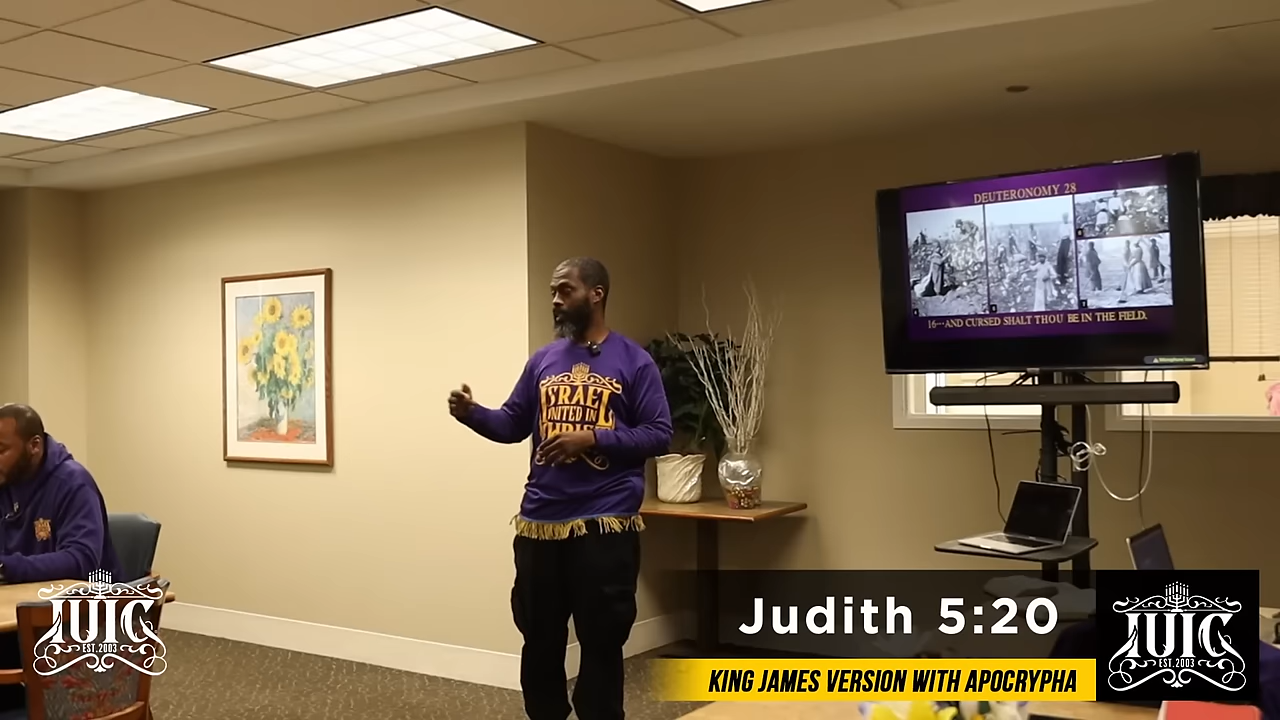 DEUTERONOMY 28
16--AND CURSED SHALT THOU BE IN THE FIELD.
ISRAEL
UNITED IN
CHRIST
IUIC
EST. 2003
Judith 5:20
KING JAMES VERSION WITH APOCRYPHA
IUIC
EST. 2003